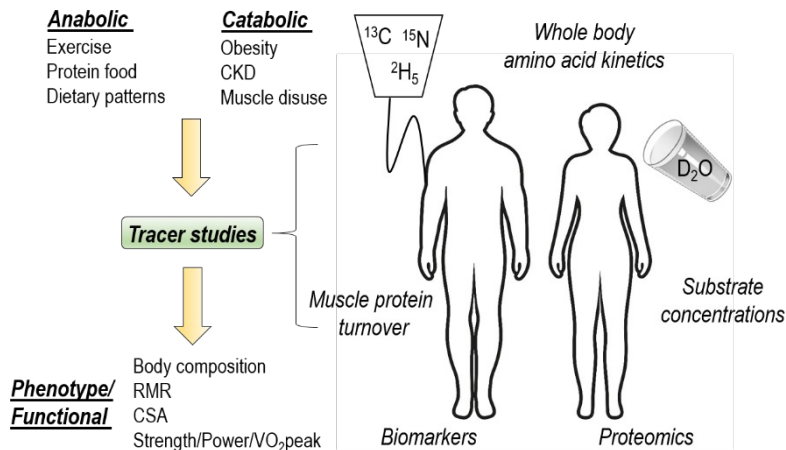 Anabolic
Exercise
Protein food
Dietary patterns
Catabolic
Obesity
CKD
Muscle disuse
¹³C ¹⁵N
²H₅
Whole body
amino acid kinetics
D₂O
Tracer studies
Muscle protein
turnover
Substrate
concentrations
Phenotype/
Functional
Body composition
RMR
CSA
Strength/Power/VO₂peak
Biomarkers
Proteomics